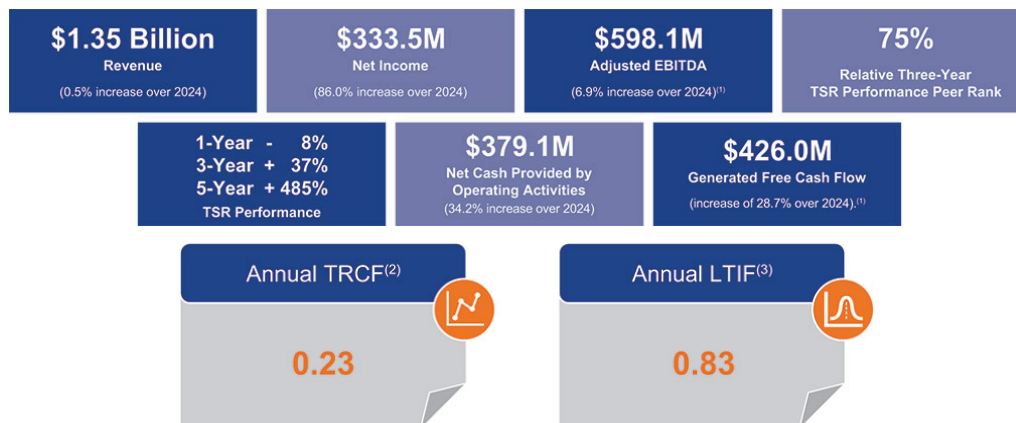 $1.35 Billion
Revenue
(0.5% increase over 2024)
$333.5M
Net Income
(86.0% increase over 2024)
$598.1M
Adjusted EBITDA
(6.9% increase over 2024)(1)
75%
Relative Three-Year
TSR Performance Peer Rank
1-Year - 8%
3-Year + 37%
5-Year + 485%
TSR Performance
$379.1M
Net Cash Provided by
Operating Activities
(34.2% increase over 2024)
$426.0M
Generated Free Cash Flow
(increase of 28.7% over 2024).(1)
Annual TRCF(2)
0.23
Annual LTIF(3)
0.83